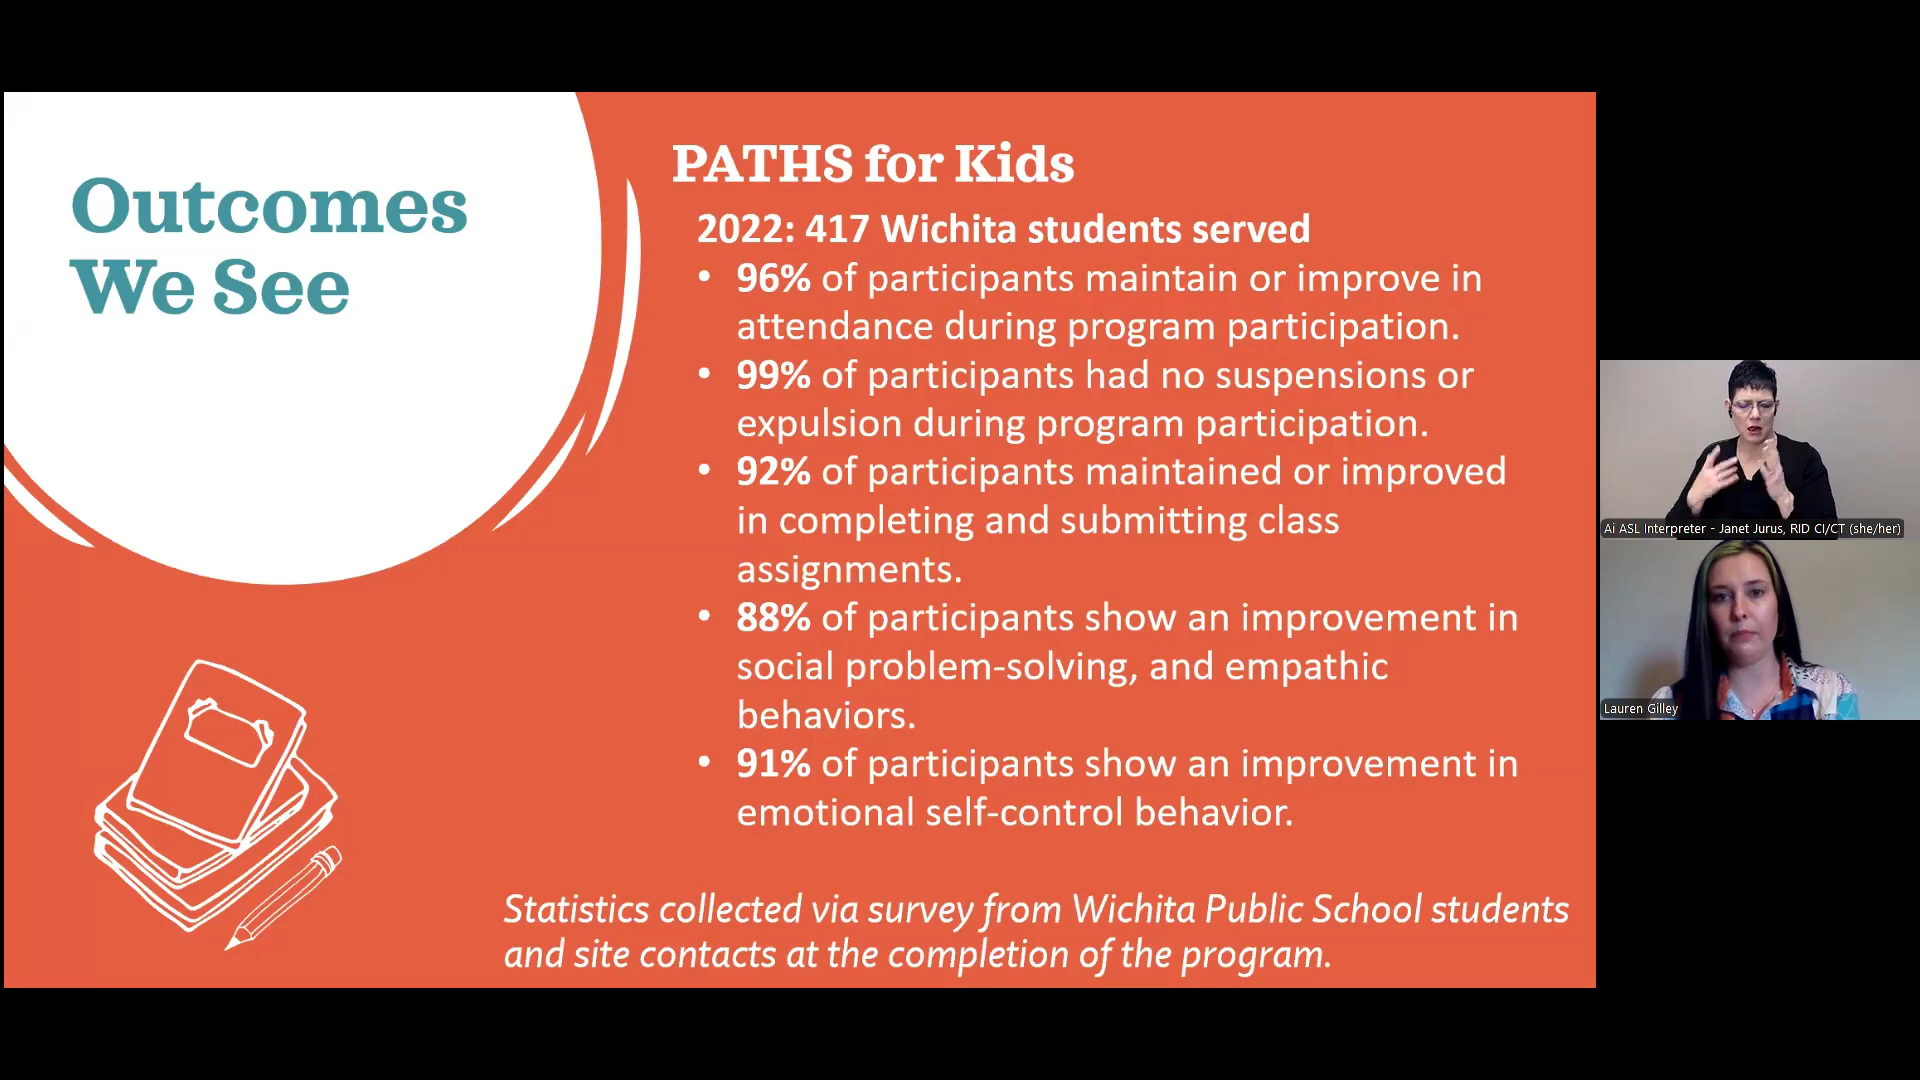 Outcomes
We See
PATHS for Kids
2022: 417 Wichita students served
• 96% of participants maintain or improve in
attendance during program participation.
• 99% of participants had no suspensions or
expulsion during program participation.
• 92% of participants maintained or improved
in completing and submitting class
assignments.
• 88% of participants show an improvement in
social problem-solving, and empathic
behaviors.
• 91% of participants show an improvement in
emotional self-control behavior.
Statistics collected via survey from Wichita Public School students
and site contacts at the completion of the program.
Ai ASL Interpreter - Janet Jurus, RID CI/CT (she/her)
Lauren Gilley